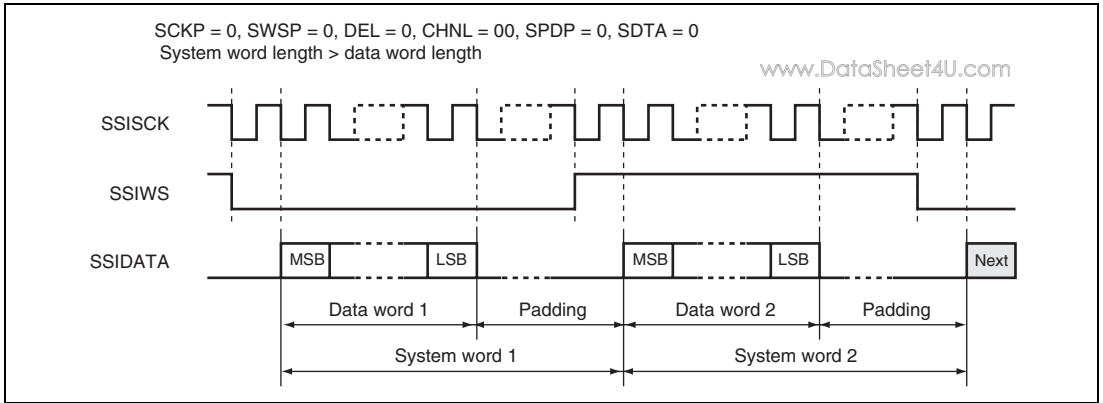 SCKP = 0, SWSP = 0, DEL = 0, CHNL = 00, SPDP = 0, SDTA = 0
System word length > data word length
www.DataSheet4U.com
SSISCK
SSIWS
SSIDATA MSB LSB MSB LSB Next
Data word 1 Padding Data word 2 Padding
System word 1 System word 2